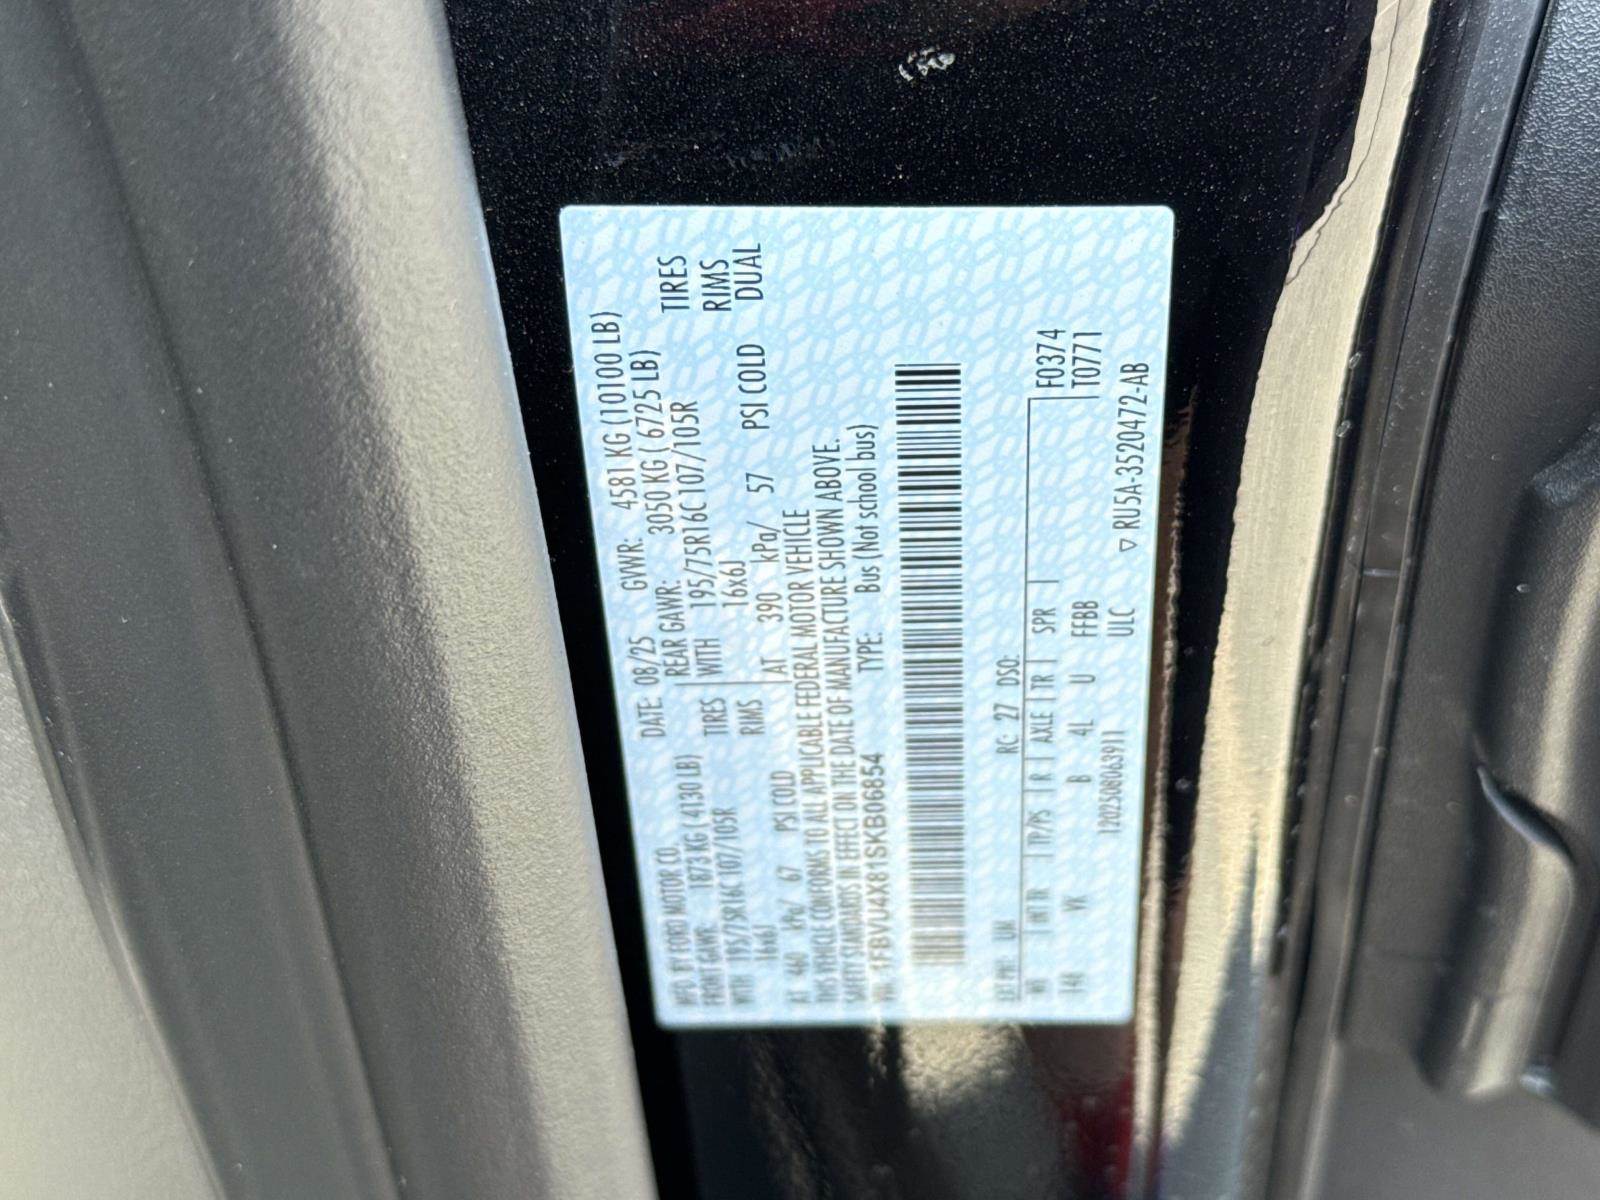 MFD. BY FORD MOTOR CO. DATE: 08/25 GVWR: 4581 KG (10100 LB)
FRONT GAWR: 1873 KG ( 4130 LB) REAR GAWR: 3050 KG ( 6725 LB)
WITH 195/75R16C 107/105R TIRES WITH 195/75R16C 107/105R TIRES
16x6J RIMS 16x6J RIMS
AT 460 kPa/ 67 PSI COLD AT 390 kPa/ 57 PSI COLD DUAL
THIS VEHICLE CONFORMS TO ALL APPLICABLE FEDERAL MOTOR VEHICLE
SAFETY STANDARDS IN EFFECT ON THE DATE OF MANUFACTURE SHOWN ABOVE.
VIN: 1FBVU4X81SKB06854 TYPE: Bus (Not school bus)
EXT PNT: UH RC: 27 DSO:
WB INT TR TP/PS R AXLE TR SPR F0374
148 VK B 4L U FFBB T0771
120250806391​1 ULC ▽ RU5A-3520472-AB